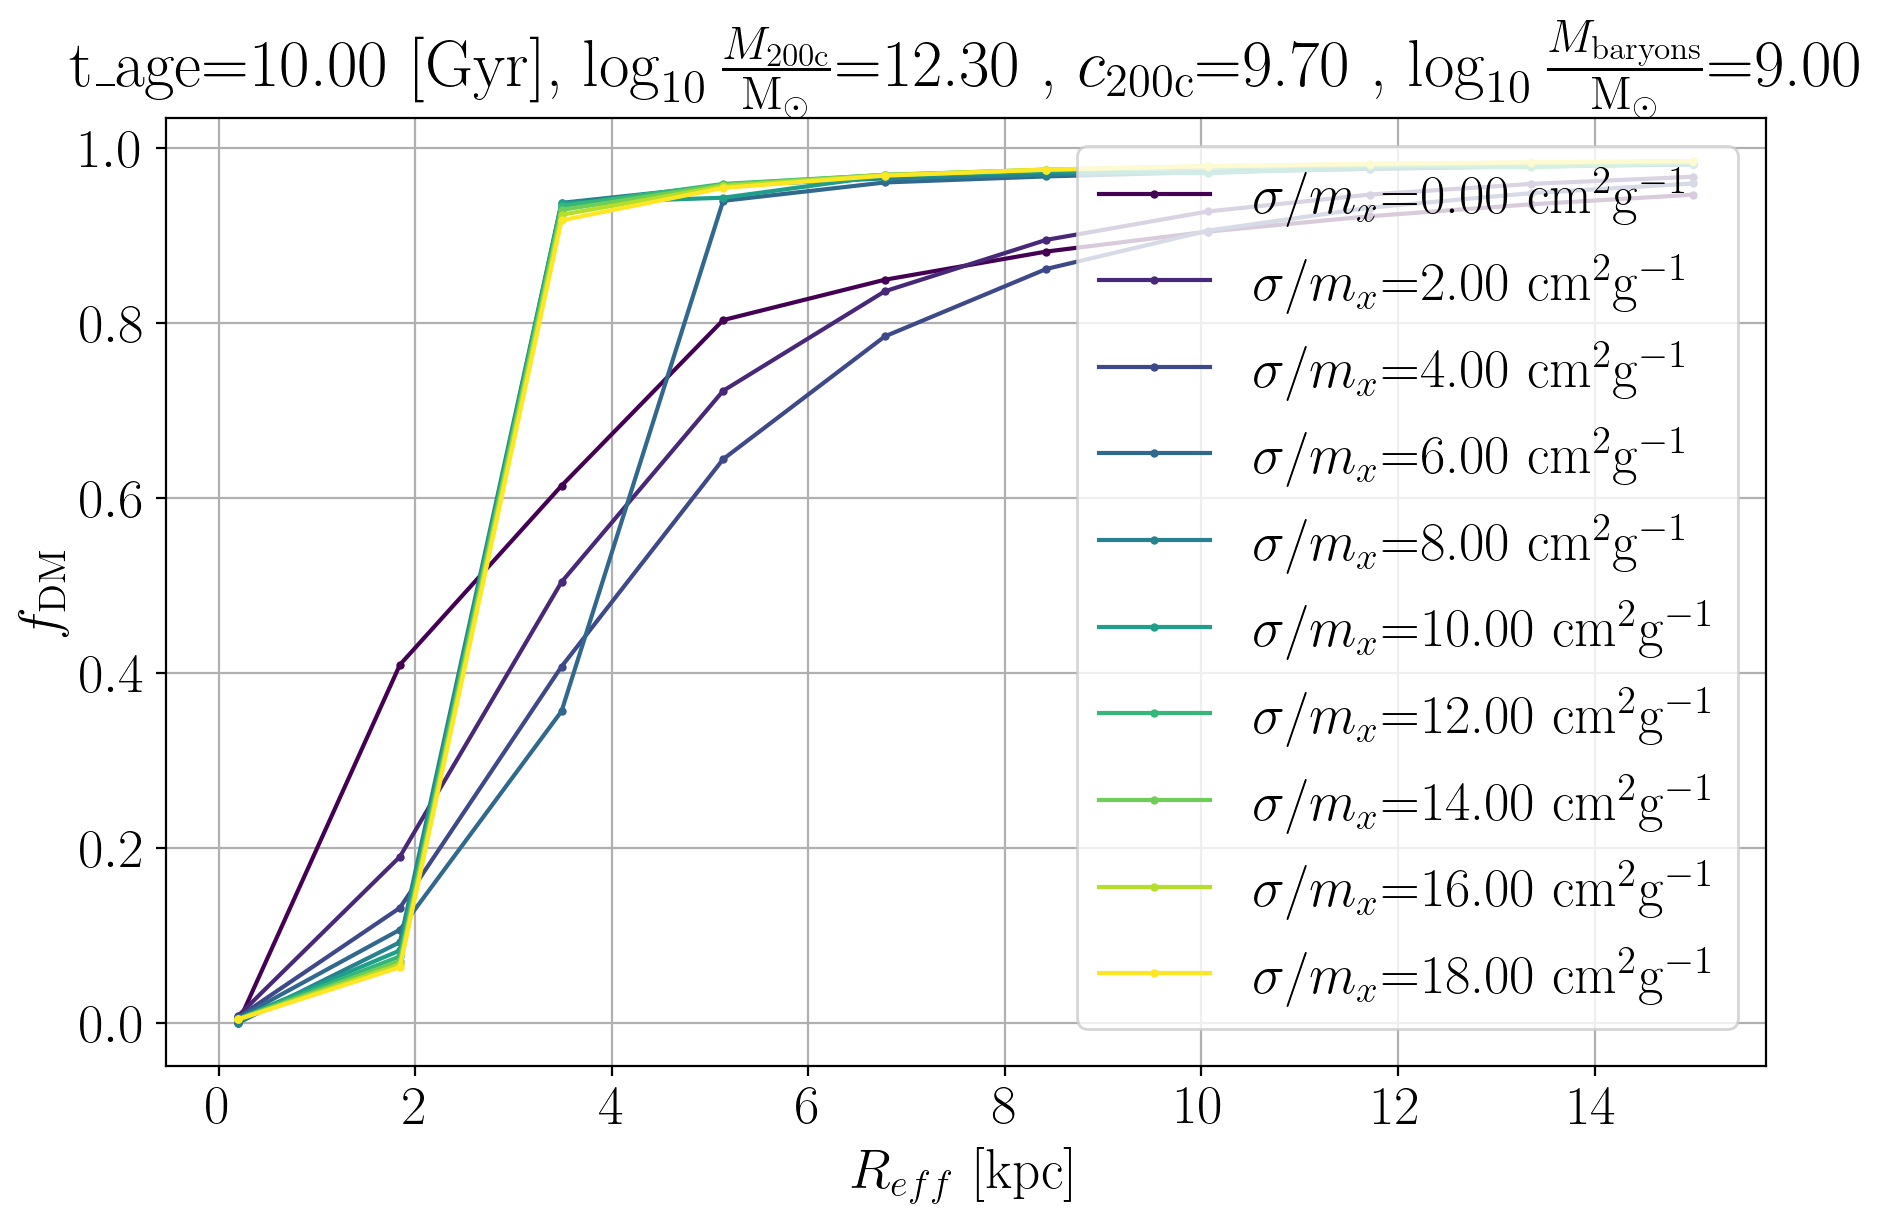 t_age=10.00 [Gyr], log₁₀ M₂₀₀c/M⊙=12.30 , c₂₀₀c=9.70 , log₁₀ M_baryons/M⊙=9.00
1.0
0.8
0.6
0.4
0.2
0.0
f_DM
σ/mₓ=0.00 cm²g⁻¹
σ/mₓ=2.00 cm²g⁻¹
σ/mₓ=4.00 cm²g⁻¹
σ/mₓ=6.00 cm²g⁻¹
σ/mₓ=8.00 cm²g⁻¹
σ/mₓ=10.00 cm²g⁻¹
σ/mₓ=12.00 cm²g⁻¹
σ/mₓ=14.00 cm²g⁻¹
σ/mₓ=16.00 cm²g⁻¹
σ/mₓ=18.00 cm²g⁻¹
0 2 4 6 8 10 12 14
R_eff [kpc]